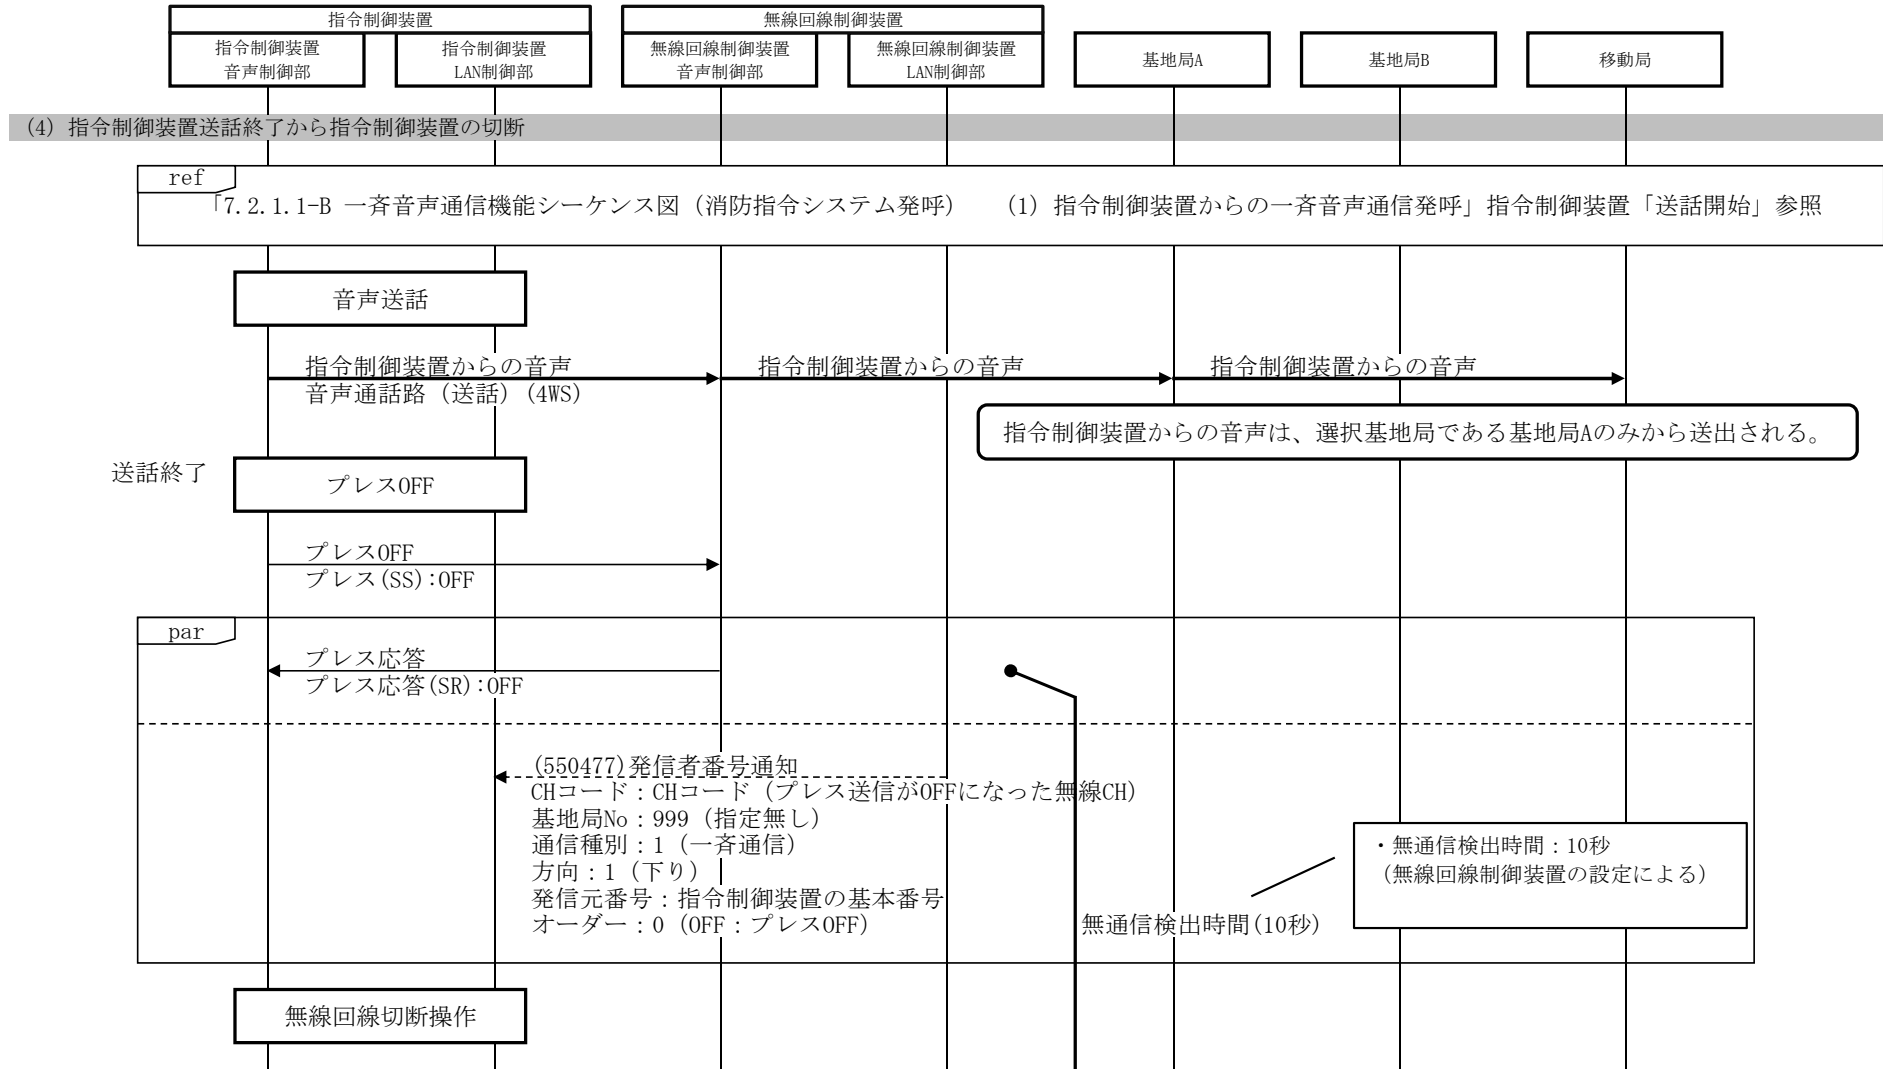 指令制御装置
無線回線制御装置
指令制御装置
音声制御部
指令制御装置
LAN制御部
無線回線制御装置
音声制御部
無線回線制御装置
LAN制御部
基地局A
基地局B
移動局
(4) 指令制御装置送話終了から指令制御装置の切断
ref
「7.2.1.1-B 一斉音声通信機能シーケンス図（消防指令システム発呼） (1) 指令制御装置からの一斉音声通信発呼」指令制御装置「送話開始」参照
音声送話
指令制御装置からの音声
音声通話路（送話）(4WS)
指令制御装置からの音声
指令制御装置からの音声
指令制御装置からの音声は、選択基地局である基地局Aのみから送出される。
送話終了
プレスOFF
プレスOFF
プレス(SS):OFF
par
プレス応答
プレス応答(SR):OFF
(550477)発信者番号通知
CHコード：CHコード（プレス送信がOFFになった無線CH）
基地局No：999（指定無し）
通信種別：1（一斉通信）
方向：1（下り）
発信元番号：指令制御装置の基本番号
オーダー：0（OFF：プレスOFF）
無通信検出時間(10秒)
・無通信検出時間：10秒
（無線回線制御装置の設定による）
無線回線切断操作